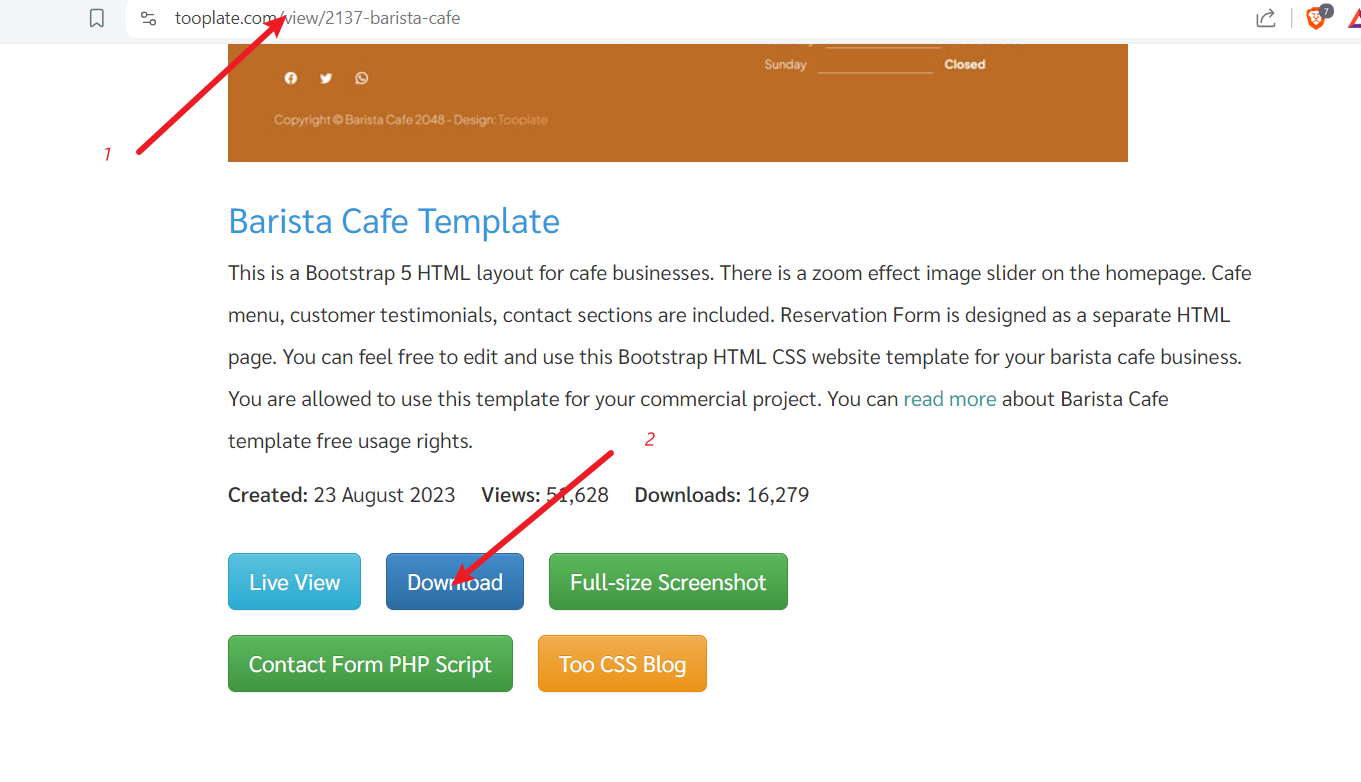 tooplate.com/view/2137-barista-cafe
7
Sunday Closed
Copyright © Barista Cafe 2048 - Design: Tooplate
1
Barista Cafe Template
This is a Bootstrap 5 HTML layout for cafe businesses. There is a zoom effect image slider on the homepage. Cafe
menu, customer testimonials, contact sections are included. Reservation Form is designed as a separate HTML
page. You can feel free to edit and use this Bootstrap HTML CSS website template for your barista cafe business.
You are allowed to use this template for your commercial project. You can read more about Barista Cafe
template free usage rights.
2
Created: 23 August 2023 Views: 51,628 Downloads: 16,279
Live View Download Full-size Screenshot
Contact Form PHP Script Too CSS Blog